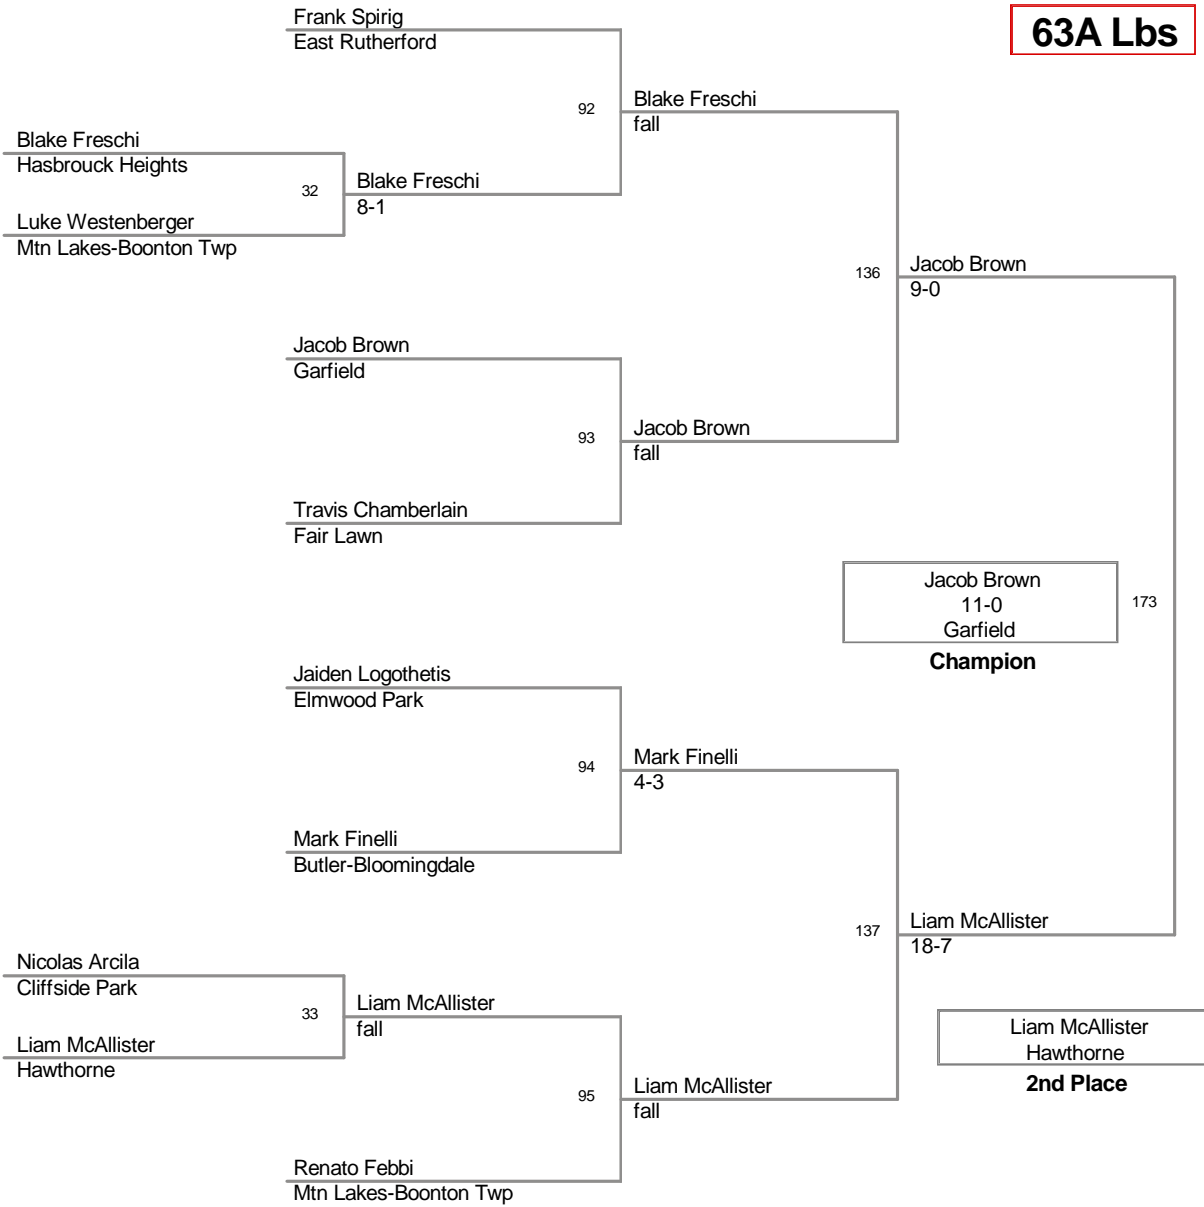 63A Lbs
Frank Spirig
East Rutherford
92
Blake Freschi
fall
Blake Freschi
Hasbrouck Heights
32
Blake Freschi
8-1
Luke Westenberger
Mtn Lakes-Boonton Twp
136
Jacob Brown
9-0
Jacob Brown
Garfield
93
Jacob Brown
fall
Travis Chamberlain
Fair Lawn
Jacob Brown
11-0
Garfield
Champion
173
Jaiden Logothetis
Elmwood Park
94
Mark Finelli
4-3
Mark Finelli
Butler-Bloomingdale
137
Liam McAllister
18-7
Nicolas Arcila
Cliffside Park
33
Liam McAllister
fall
Liam McAllister
Hawthorne
Liam McAllister
Hawthorne
2nd Place
95
Liam McAllister
fall
Renato Febbi
Mtn Lakes-Boonton Twp